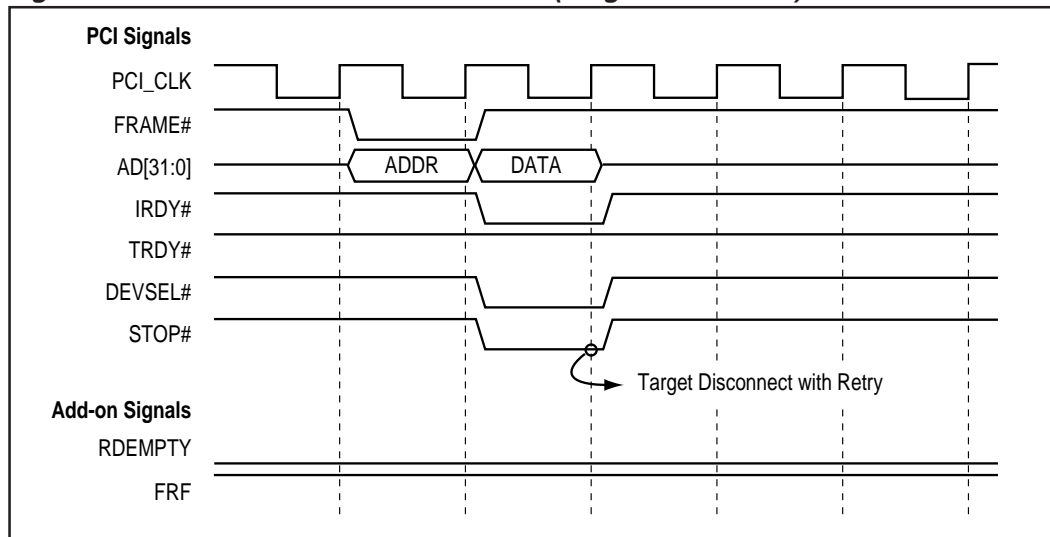 PCI Signals
PCI_CLK
FRAME#
AD[31:0]
ADDR
DATA
IRDY#
TRDY#
DEVSEL#
STOP#
Target Disconnect with Retry
Add-on Signals
RDEMPTY
FRF